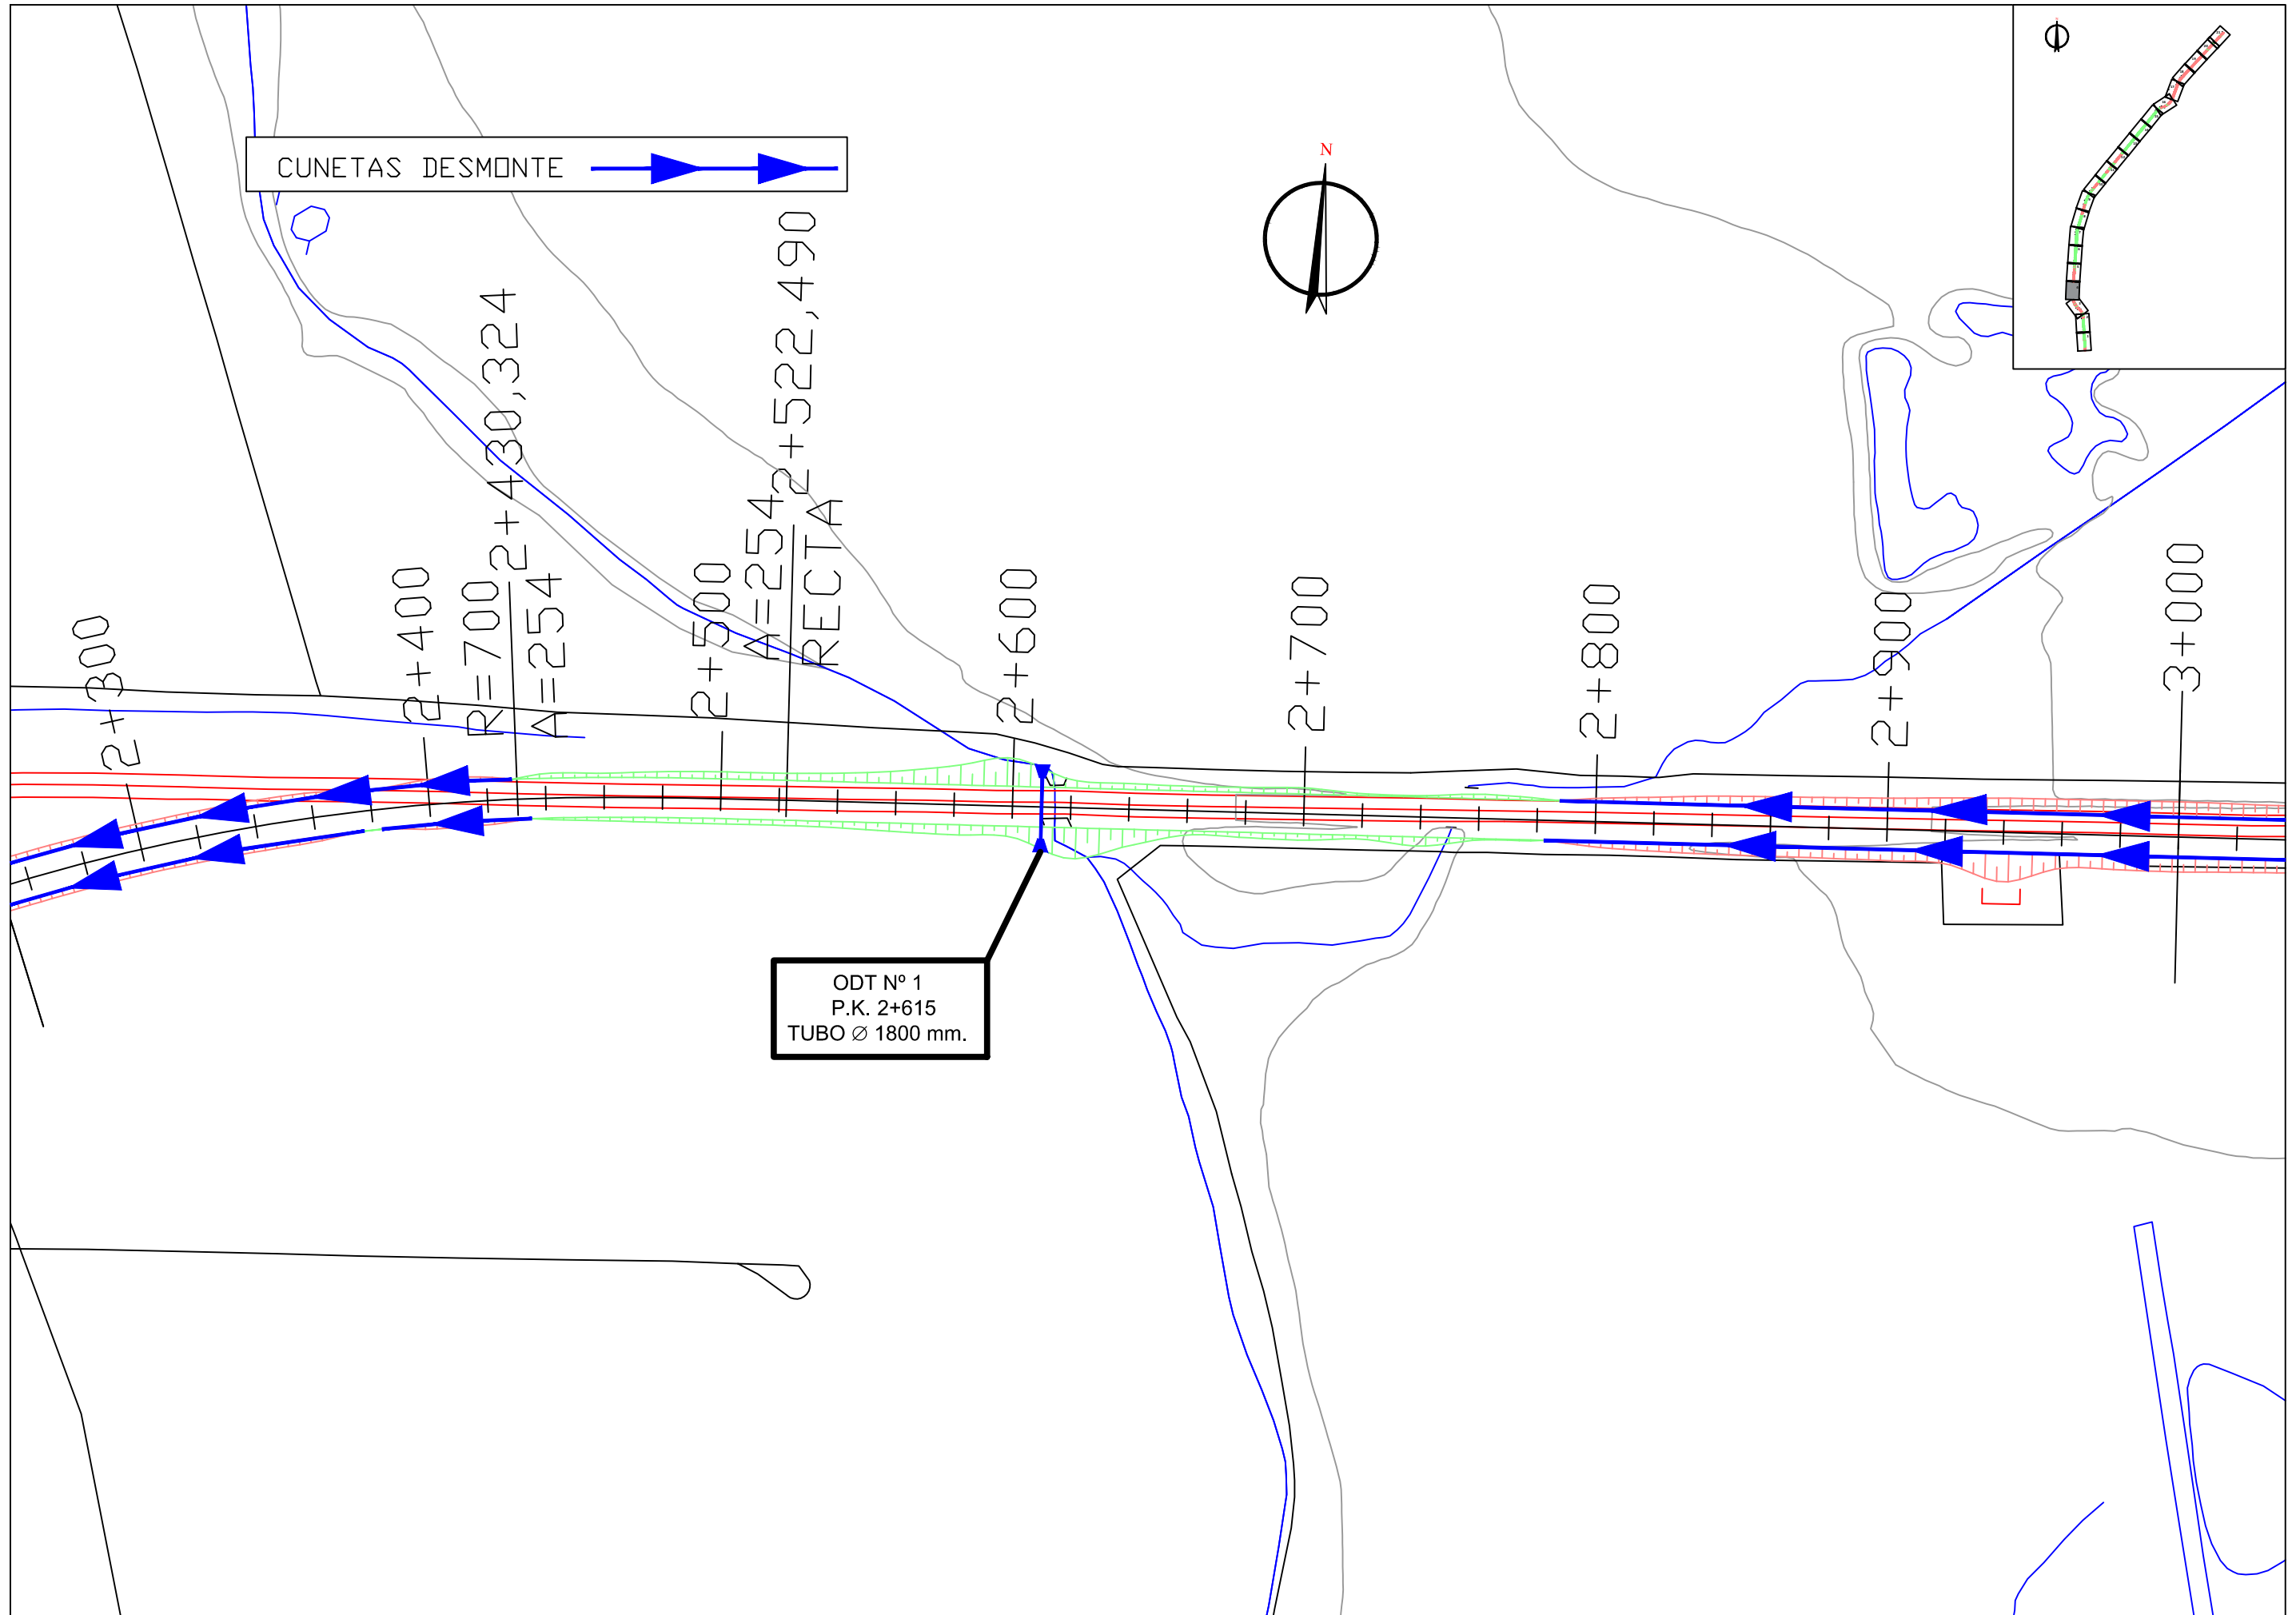 CUNETAS DESMONTE
N
2+300
2+400
R=700
2+430,324
A=254
2+500
A=254
2+522,490
RECTA
2+600
2+700
2+800
2+900
3+000
ODT Nº 1
P.K. 2+615
TUBO ∅ 1800 mm.